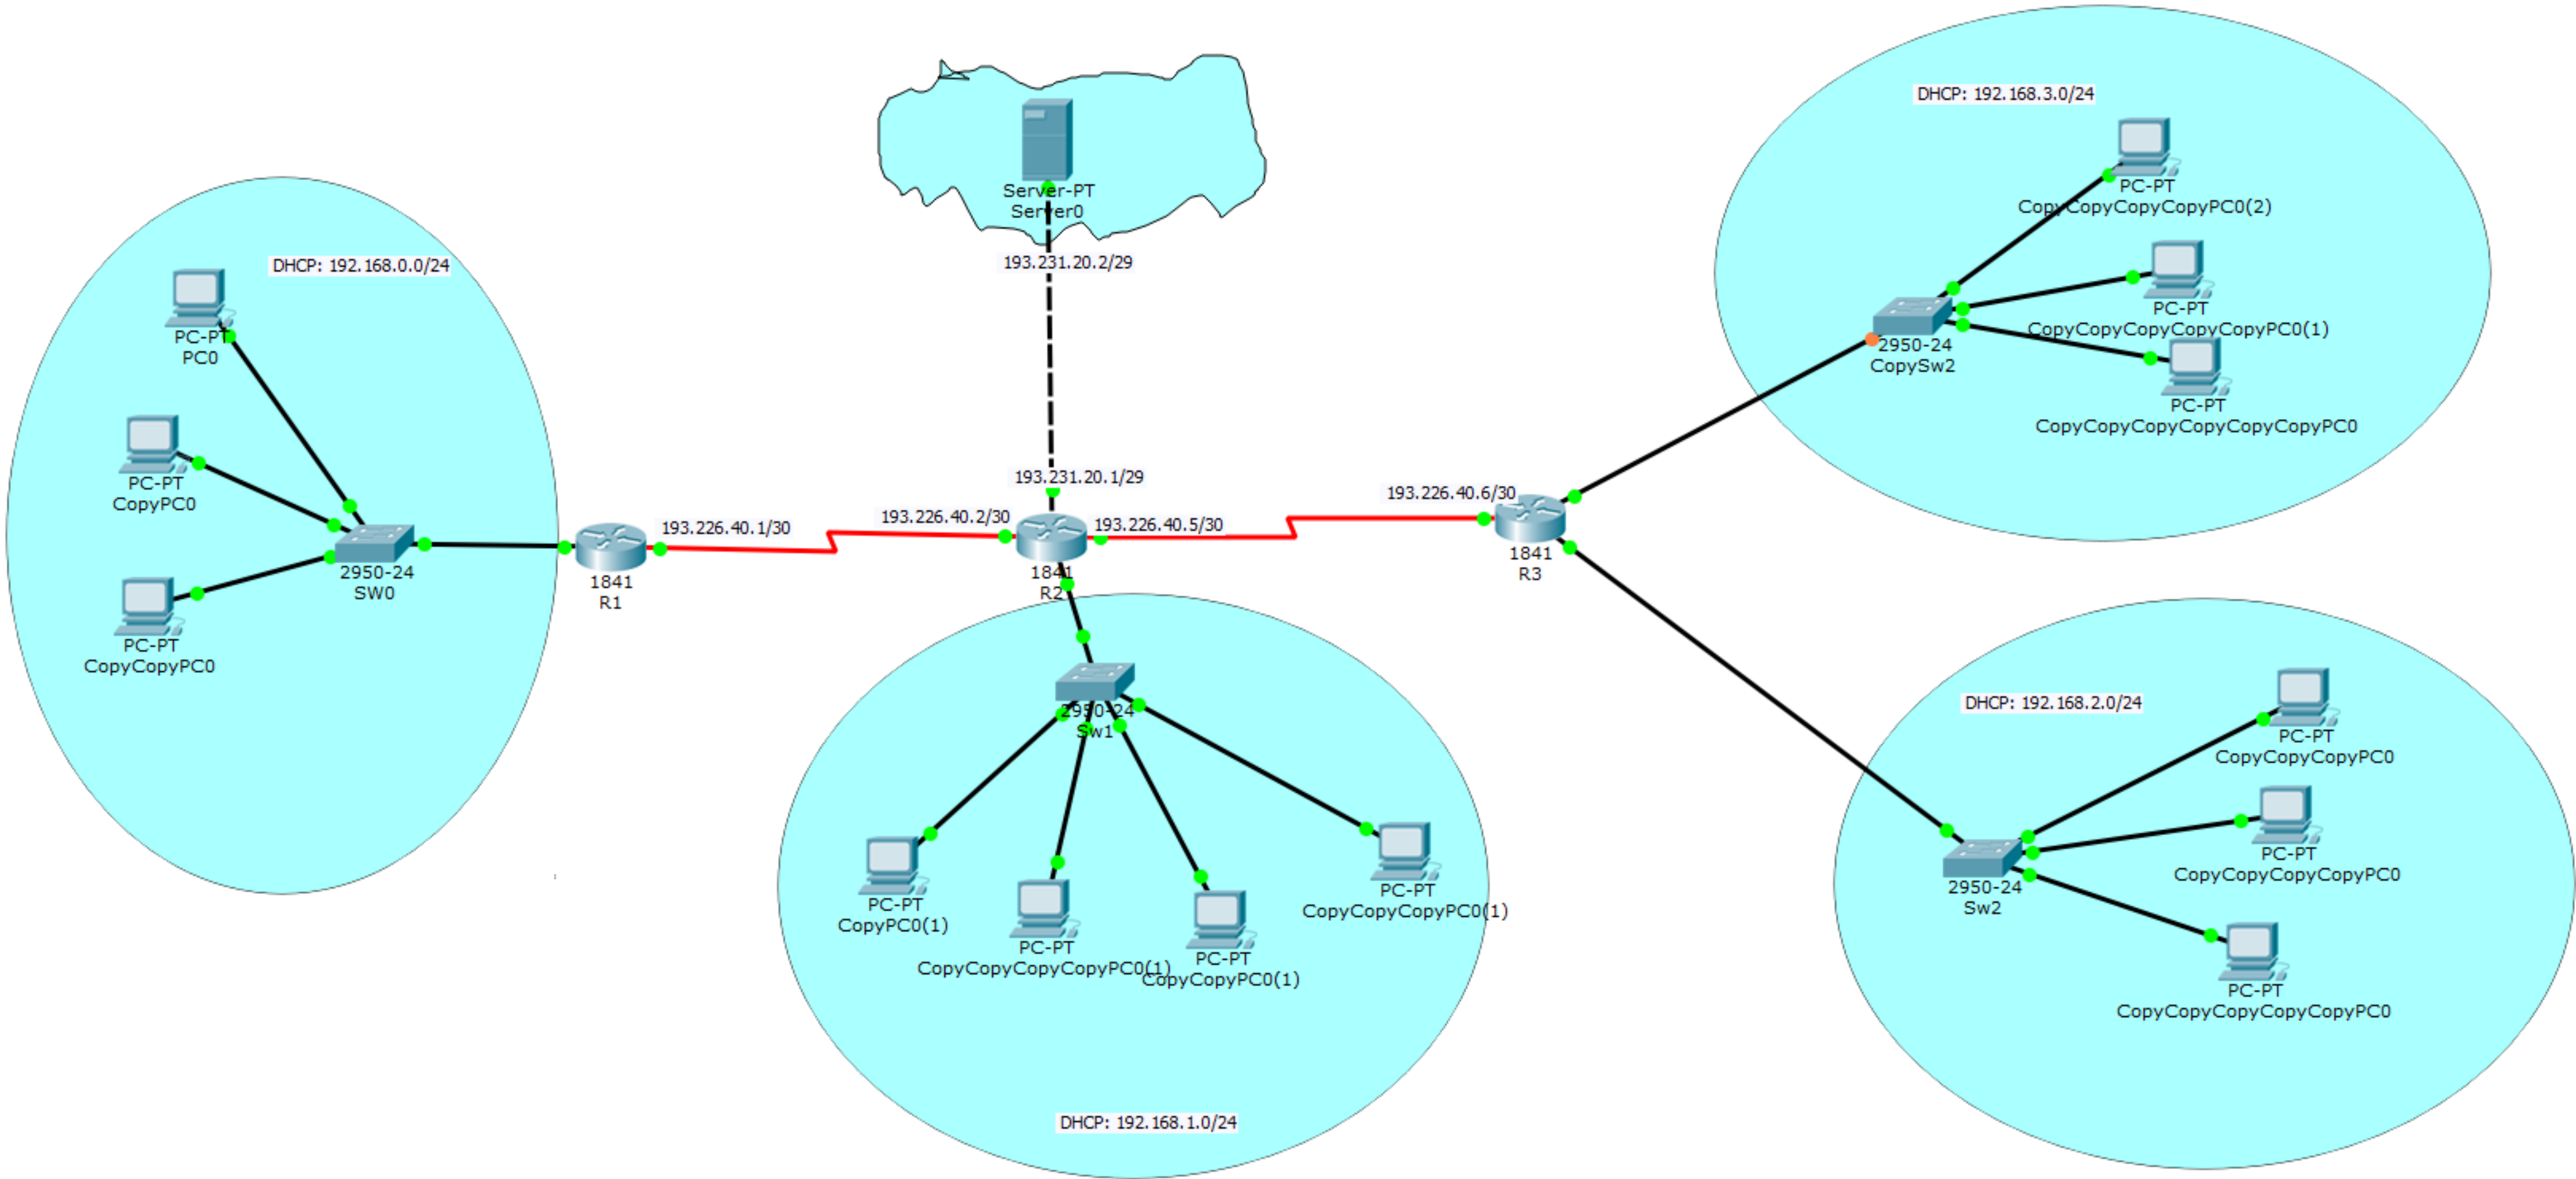 DHCP: 192.168.0.0/24
PC-PT
PC0
PC-PT
CopyPC0
PC-PT
CopyCopyPC0
2950-24
SW0
1841
R1
193.226.40.1/30
Server-PT
Server0
193.231.20.2/29
193.231.20.1/29
193.226.40.2/30
193.226.40.5/30
1841
R2
193.226.40.6/30
1841
R3
2950-24
Sw1
PC-PT
CopyPC0(1)
PC-PT
CopyCopyCopyCopyPC0(1)
PC-PT
CopyCopyPC0(1)
PC-PT
CopyCopyCopyPC0(1)
DHCP: 192.168.1.0/24
DHCP: 192.168.3.0/24
PC-PT
CopyCopyCopyCopyPC0(2)
PC-PT
CopyCopyCopyCopyCopyPC0(1)
2950-24
CopySw2
PC-PT
CopyCopyCopyCopyCopyCopyPC0
DHCP: 192.168.2.0/24
PC-PT
CopyCopyCopyPC0
PC-PT
CopyCopyCopyCopyPC0
2950-24
Sw2
PC-PT
CopyCopyCopyCopyCopyPC0